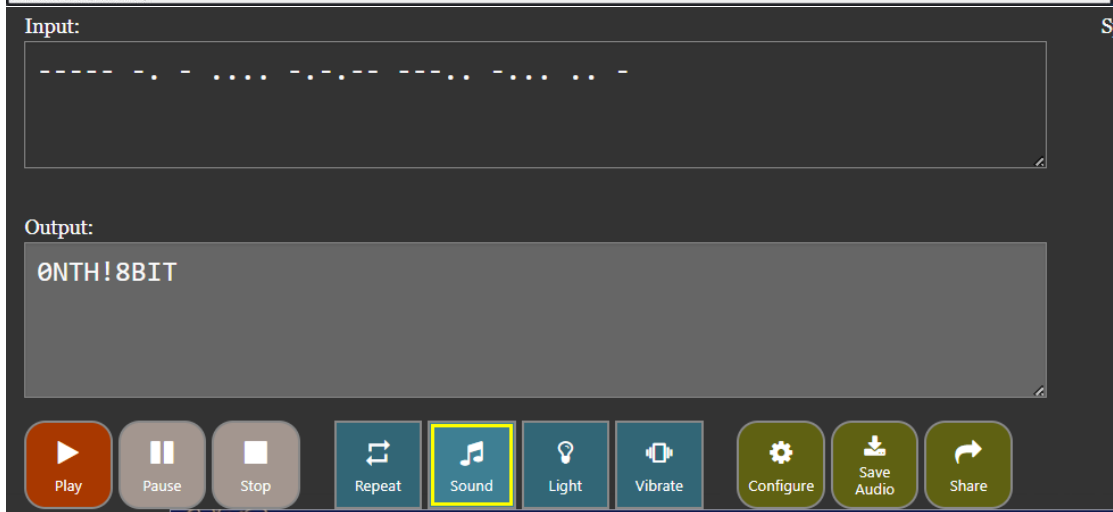 Input:
S
----- -. - .... -.-.-- ---.. -... .. -
Output:
0NTH!8BIT
Play
Pause
Stop
Repeat
Sound
Light
Vibrate
Configure
Save
Audio
Share